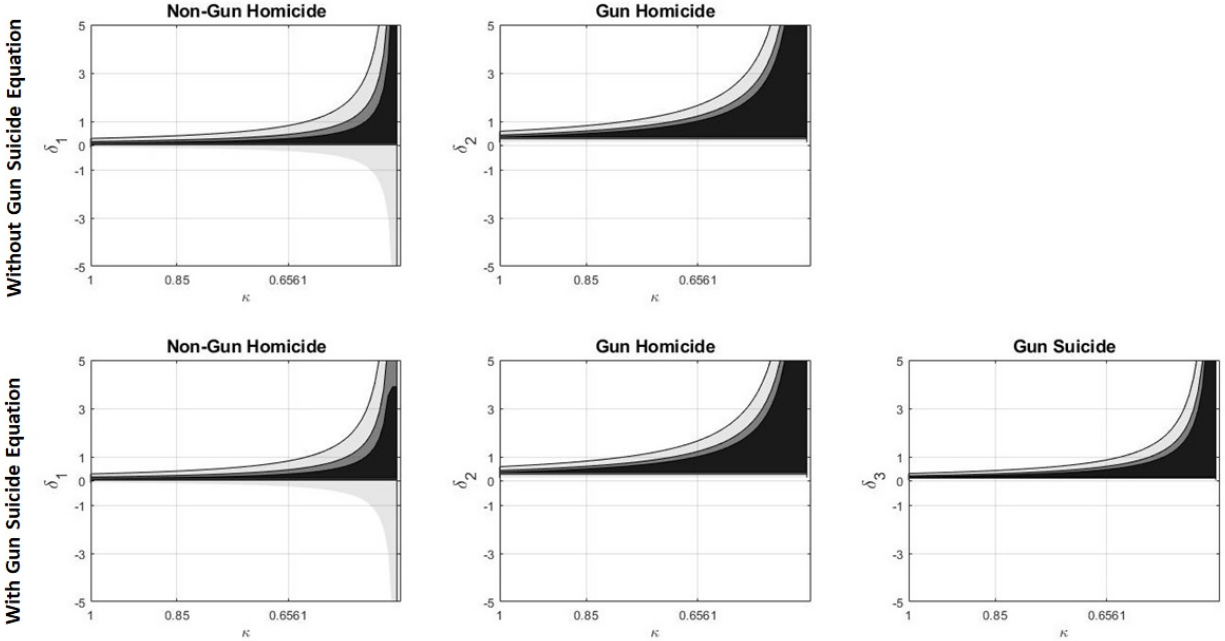 Without Gun Suicide Equation
Non-Gun Homicide
5
3
1
0
-1
-3
-5
δ1
1
0.85
0.6561
κ
Gun Homicide
5
3
1
0
-1
-3
-5
δ2
1
0.85
0.6561
κ
With Gun Suicide Equation
Non-Gun Homicide
5
3
1
0
-1
-3
-5
δ1
1
0.85
0.6561
κ
Gun Homicide
5
3
1
0
-1
-3
-5
δ2
1
0.85
0.6561
κ
Gun Suicide
5
3
1
0
-1
-3
-5
δ3
1
0.85
0.6561
κ